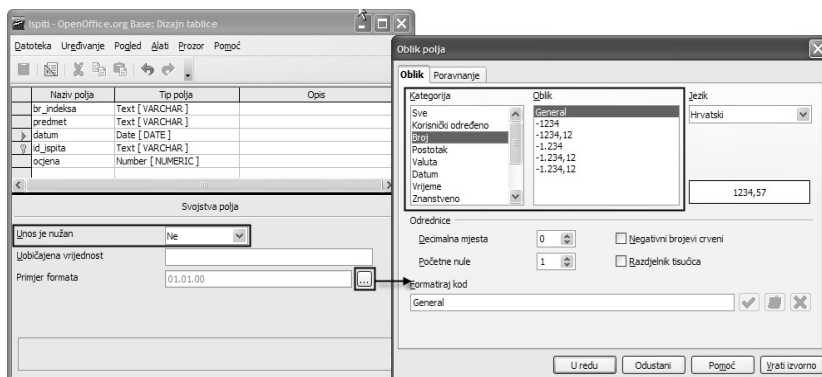 Ispiti - OpenOffice.org Base: Dizajn tablice
Datoteka Uređivanje Pogled Alati Prozor Pomoć
Naziv polja Tip polja Opis
br_indeksa Text [ VARCHAR ]
predmet Text [ VARCHAR ]
datum Date [ DATE ]
id_ispita Text [ VARCHAR ]
ocjena Number [ NUMERIC ]
Svojstva polja
Unos je nužan Ne
Uobičajena vrijednost
Primjer formata 01.01.00 ...
Oblik polja
Oblik Poravnanje
Kategorija Oblik Jezik
Sve General Hrvatski
Korisnički određeno -1234
Broj -1234,12
Postotak -1.234
Valuta -1.234,12
Datum -1.234,12
Vrijeme
Znanstveno
1234,57
Odrednice
Decimalna mjesta 0 Negativni brojevi crveni
Početne nule 1 Razdjelnik tisućca
Formatiraj kod
General
U redu Odustani Pomoć Vrati izvorno